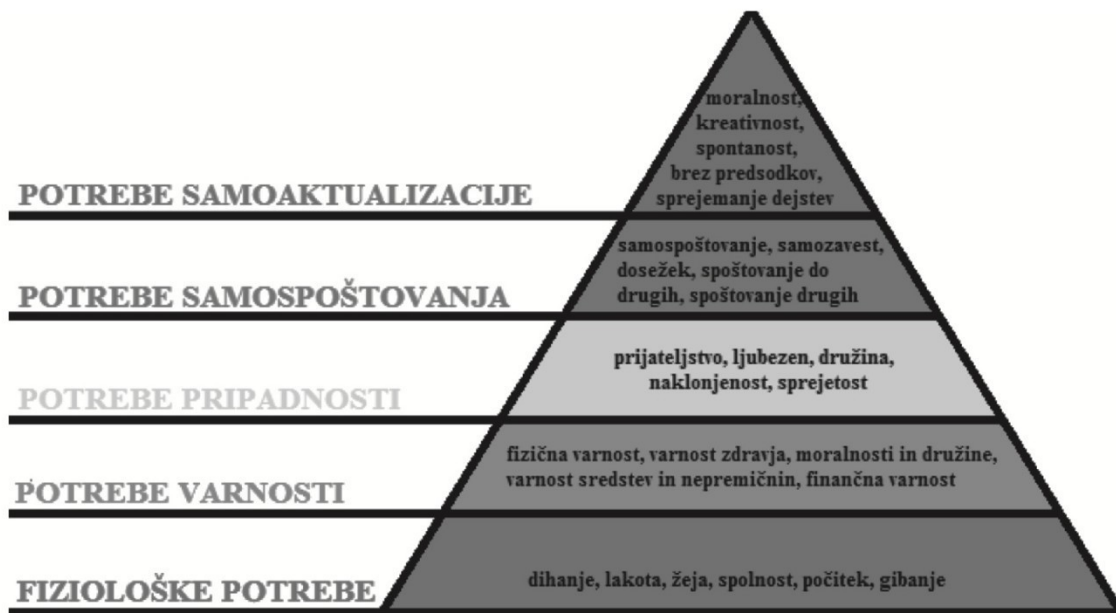 moralnost,
kreativnost,
spontanost,
brez predsodkov,
sprejemanje dejstev
POTREBE SAMOAKTUALIZACIJE
samospoštovanje, samozavest,
dosežek, spoštovanje do
drugih, spoštovanje drugih
POTREBE SAMOSPOŠTOVANJA
prijateljstvo, ljubezen, družina,
naklonjenost, sprejetost
POTREBE PRIPADNOSTI
fizična varnost, varnost zdravja, moralnosti in družine,
varnost sredstev in nepremičnin, finančna varnost
POTREBE VARNOSTI
dihanje, lakota, žeja, spolnost, počitek, gibanje
FIZIOLOŠKE POTREBE